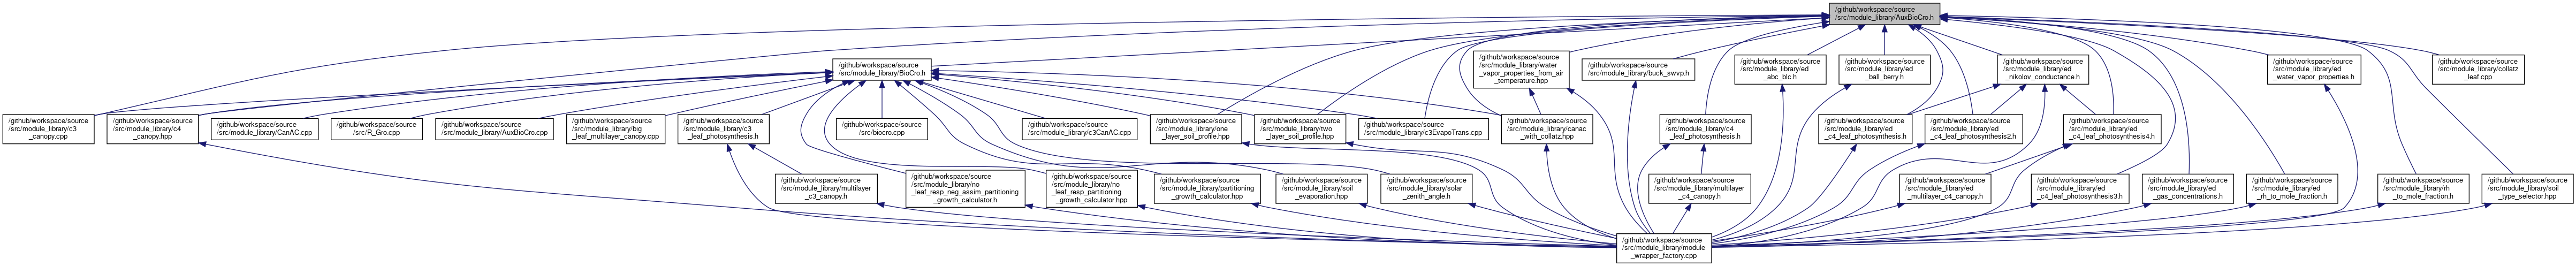 /github/workspace/source
/src/module_library/AuxBioCro.h
/github/workspace/source
/src/module_library/BioCro.h
/github/workspace/source
/src/module_library/water
_vapor_properties_from_air
_temperature.hpp
/github/workspace/source
/src/module_library/buck_swvp.h
/github/workspace/source
/src/module_library/ed
_abc_blc.h
/github/workspace/source
/src/module_library/ed
_ball_berry.h
/github/workspace/source
/src/module_library/ed
_nikolov_conductance.h
/github/workspace/source
/src/module_library/ed
_water_vapor_properties.h
/github/workspace/source
/src/module_library/collatz
_leaf.cpp
/github/workspace/source
/src/module_library/c3
_canopy.cpp
/github/workspace/source
/src/module_library/c4
_canopy.hpp
/github/workspace/source
/src/module_library/CanAC.cpp
/github/workspace/source
/src/R_Gro.cpp
/github/workspace/source
/src/module_library/AuxBioCro.cpp
/github/workspace/source
/src/module_library/big
_leaf_multilayer_canopy.cpp
/github/workspace/source
/src/module_library/c3
_leaf_photosynthesis.h
/github/workspace/source
/src/biocro.cpp
/github/workspace/source
/src/module_library/c3CanAC.cpp
/github/workspace/source
/src/module_library/one
_layer_soil_profile.hpp
/github/workspace/source
/src/module_library/two
_layer_soil_profile.hpp
/github/workspace/source
/src/module_library/c3EvapoTrans.cpp
/github/workspace/source
/src/module_library/canac
_with_collatz.hpp
/github/workspace/source
/src/module_library/c4
_leaf_photosynthesis.h
/github/workspace/source
/src/module_library/ed
_c4_leaf_photosynthesis.h
/github/workspace/source
/src/module_library/ed
_c4_leaf_photosynthesis2.h
/github/workspace/source
/src/module_library/ed
_c4_leaf_photosynthesis4.h
/github/workspace/source
/src/module_library/multilayer
_c3_canopy.h
/github/workspace/source
/src/module_library/no
_leaf_resp_neg_assim_partitioning
_growth_calculator.h
/github/workspace/source
/src/module_library/no
_leaf_resp_partitioning
_growth_calculator.hpp
/github/workspace/source
/src/module_library/partitioning
_growth_calculator.hpp
/github/workspace/source
/src/module_library/soil
_evaporation.hpp
/github/workspace/source
/src/module_library/solar
_zenith_angle.h
/github/workspace/source
/src/module_library/multilayer
_c4_canopy.h
/github/workspace/source
/src/module_library/ed
_multilayer_c4_canopy.h
/github/workspace/source
/src/module_library/ed
_c4_leaf_photosynthesis3.h
/github/workspace/source
/src/module_library/ed
_gas_concentrations.h
/github/workspace/source
/src/module_library/ed
_rh_to_mole_fraction.h
/github/workspace/source
/src/module_library/rh
_to_mole_fraction.h
/github/workspace/source
/src/module_library/soil
_type_selector.hpp
/github/workspace/source
/src/module_library/module
_wrapper_factory.cpp